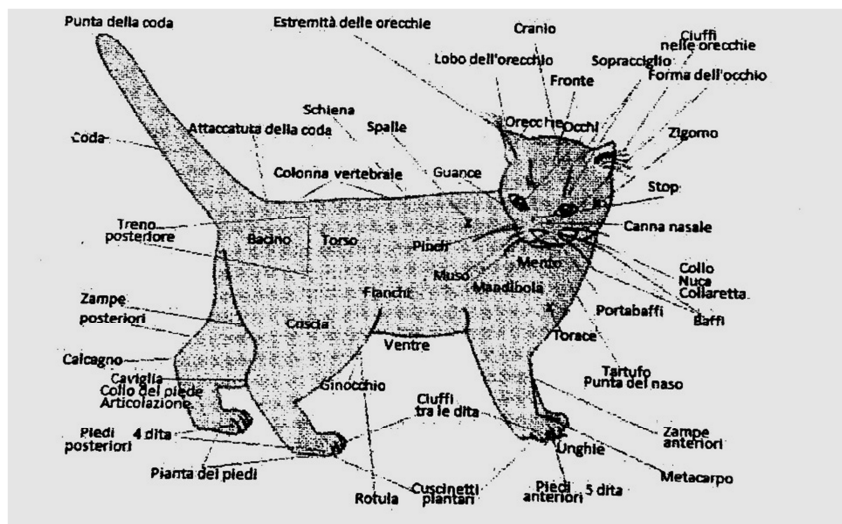 Punta della coda
Estremità delle orecchie
Cranio
Ciuffi
nelle orecchie
Lobo dell'orecchio
Sopracciglio
Fronte
Forma dell'occhio
Schiena
Attaccatura della coda
Spalle
Orecchie
Occhi
Zigomo
Coda
Colonna vertebrale
Guance
Stop
Treno
posteriore
Bacino
Torso
Pinch
Canna nasale
Muso
Mento
Mandibola
Collo
Nuca
Collaretta
Fianchi
Zampe
posteriori
Coscia
Portabaffi
Baffi
Ventre
Torace
Calcagno
Tartufo
Punta del naso
Caviglia
Collo del piede
Articolazione
Ginocchio
Ciuffi
tra le dita
Piedi
posteriori
4 dita
Unghie
Zampe
anteriori
Pianta dei piedi
Metacarpo
Rotula
Cuscinetti
plantari
Piedi
anteriori
5 dita